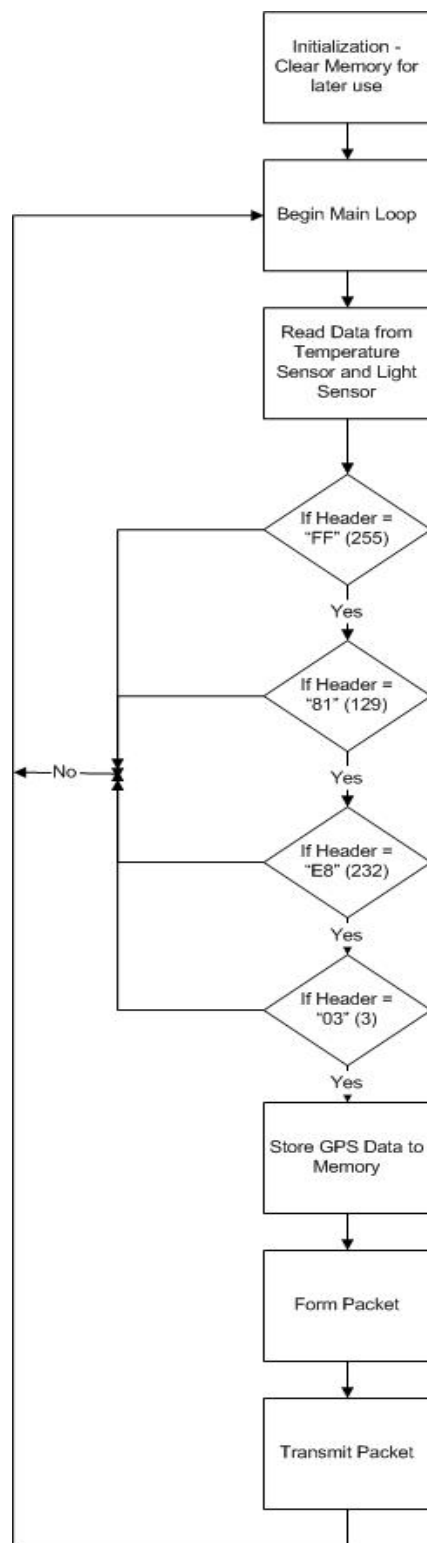 Initialization -
Clear Memory for
later use
Begin Main Loop
Read Data from
Temperature
Sensor and Light
Sensor
If Header =
“FF” (255)
Yes
If Header =
“81” (129)
No
Yes
If Header =
“E8” (232)
Yes
If Header =
“03” (3)
Yes
Store GPS Data to
Memory
Form Packet
Transmit Packet